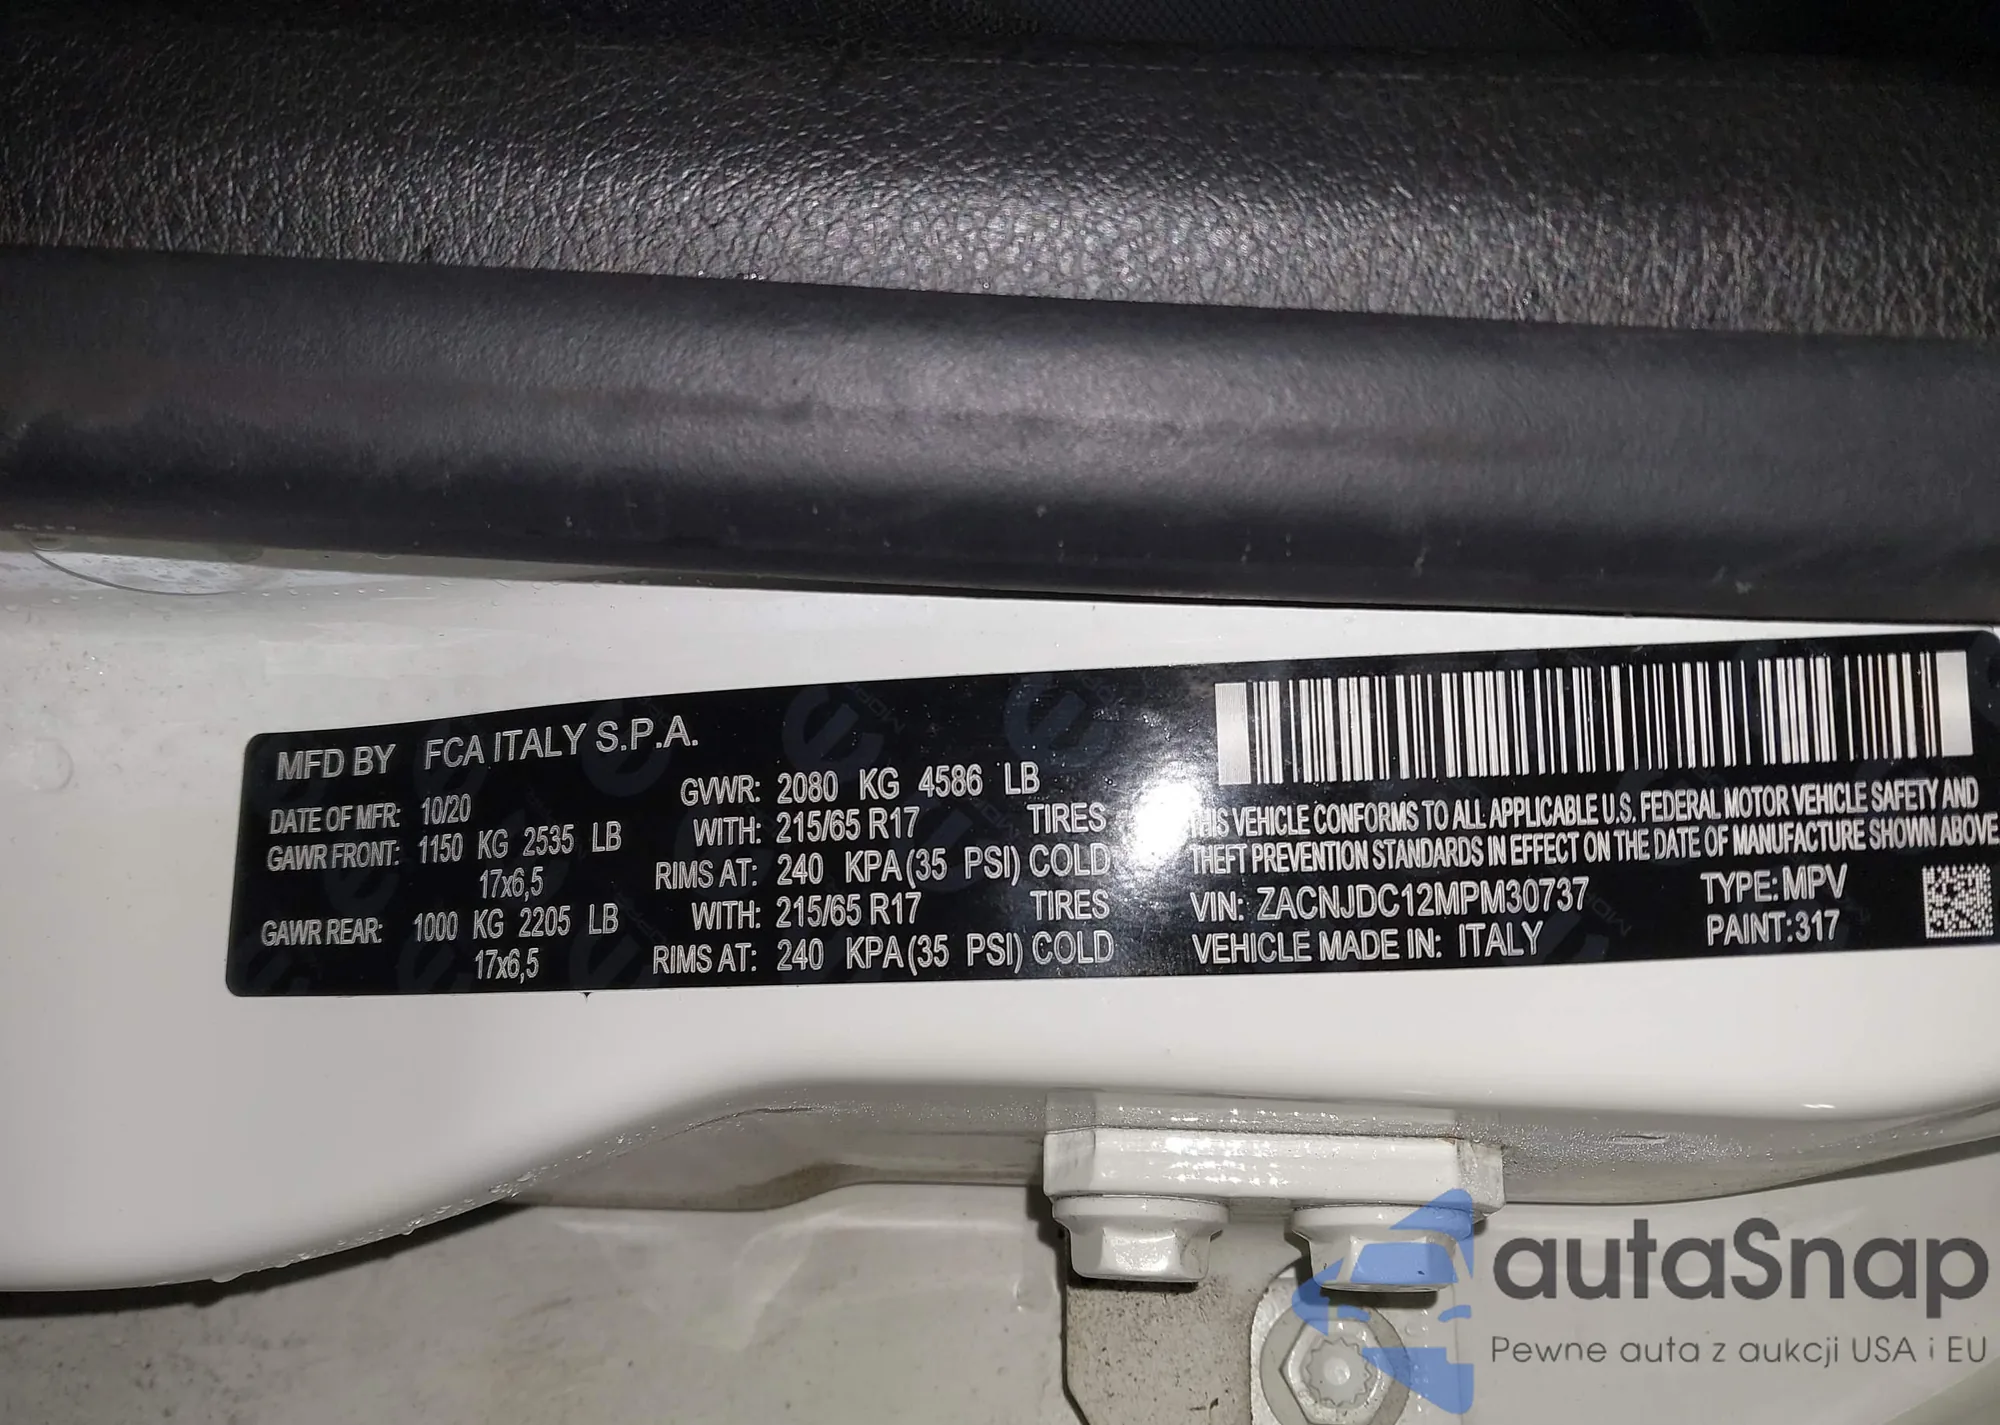 MFD BY FCA ITALY S.P.A.
DATE OF MFR: 10/20 GVWR: 2080 KG 4586 LB
GAWR FRONT: 1150 KG 2535 LB WITH: 215/65 R17 TIRES
17x6,5 RIMS AT: 240 KPA(35 PSI) COLD
GAWR REAR: 1000 KG 2205 LB WITH: 215/65 R17 TIRES
17x6,5 RIMS AT: 240 KPA(35 PSI) COLD
THIS VEHICLE CONFORMS TO ALL APPLICABLE U.S. FEDERAL MOTOR VEHICLE SAFETY AND
THEFT PREVENTION STANDARDS IN EFFECT ON THE DATE OF MANUFACTURE SHOWN ABOVE
VIN: ZACNJDC12MPM30737 TYPE: MPV
VEHICLE MADE IN: ITALY PAINT:317
autaSnap
Pewne auta z aukcji USA i EU